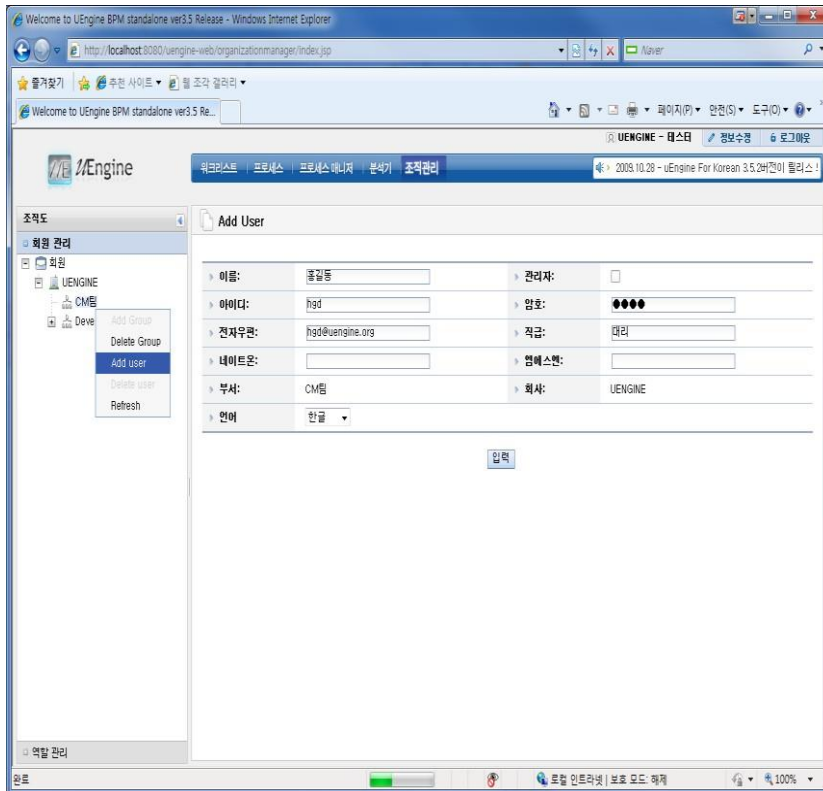 Welcome to UEngine BPM standalone ver3.5 Release - Windows Internet Explorer
http://localhost:8080/uengine-web/organizationmanager/index.jsp
Naver
즐겨찾기
추천 사이트
웹 조각 갤러리
Welcome to UEngine BPM standalone ver3.5 Re...
페이지(P)
안전(S)
도구(O)
UENGINE - 테스터
정보수정
로그아웃
UEngine
워크리스트
프로세스
프로세스 매니저
분석기
조직관리
2009.10.28 - uEngine For Korean 3.5.2버전이 릴리스
조직도
회원 관리
회원
UENGINE
CM팀
Deve
Add Group
Delete Group
Add user
Delete user
Refresh
역할 관리
Add User
이름:
홍길동
관리자:
아이디:
hgd
암호:
●●●●
전자우편:
hgd@uengine.org
직급:
대리
네이트온:
엠에스엔:
부서:
CM팀
회사:
UENGINE
언어
한글
입력
완료
로컬 인트라넷 | 보호 모드: 해제
100%